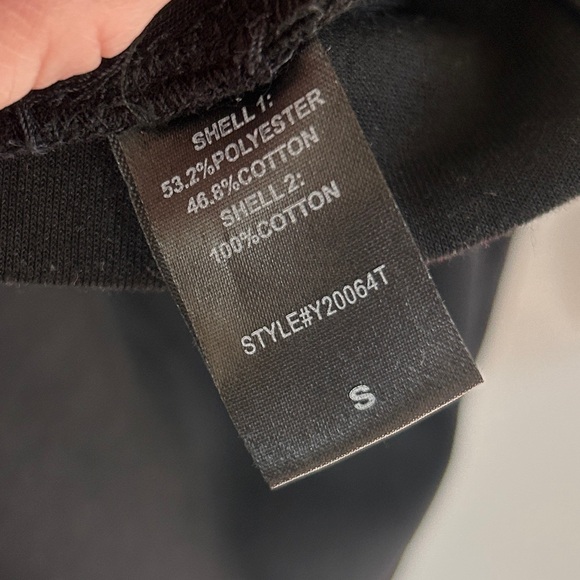 SHELL 1:
53.2%POLYESTER
46.8%COTTON
SHELL 2:
100%COTTON
STYLE#Y20064T
S